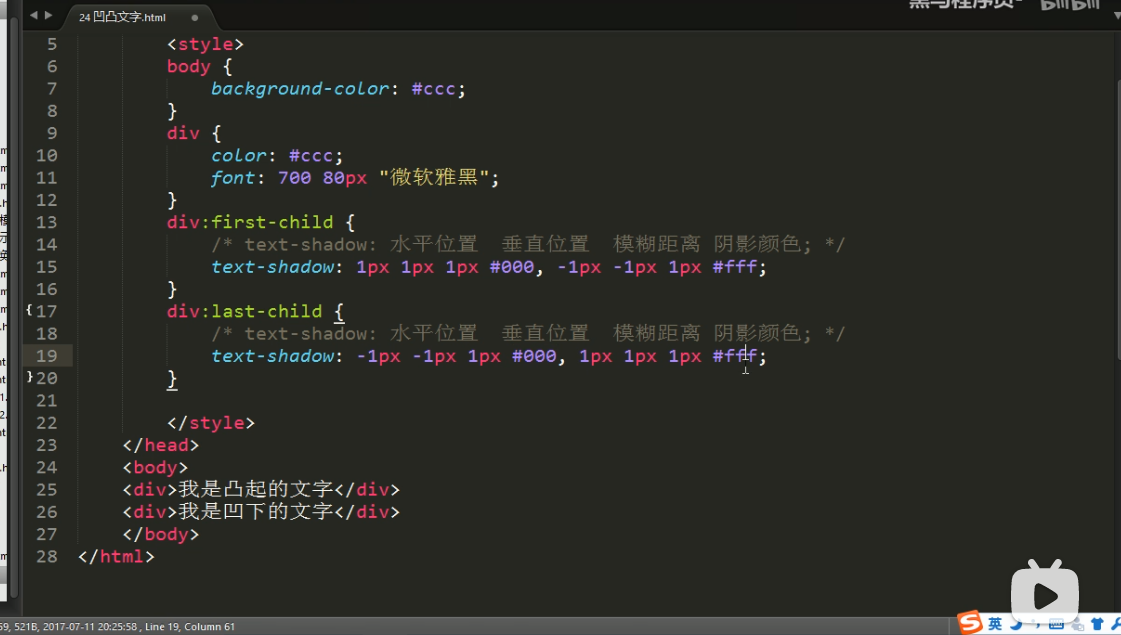 24 凹凸文字.html
5 <style>
6 body {
7 background-color: #ccc;
8 }
9 div {
10 color: #ccc;
11 font: 700 80px "微软雅黑";
12 }
13 div:first-child {
14 /* text-shadow: 水平位置 垂直位置 模糊距离 阴影颜色; */
15 text-shadow: 1px 1px 1px #000, -1px -1px 1px #fff;
16 }
17 div:last-child {
18 /* text-shadow: 水平位置 垂直位置 模糊距离 阴影颜色; */
19 text-shadow: -1px -1px 1px #000, 1px 1px 1px #fff;
20 }
21
22 </style>
23 </head>
24 <body>
25 <div>我是凸起的文字</div>
26 <div>我是凹下的文字</div>
27 </body>
28 </html>
521B, 2017-07-11 20:25:58 , Line 19, Column 61
英